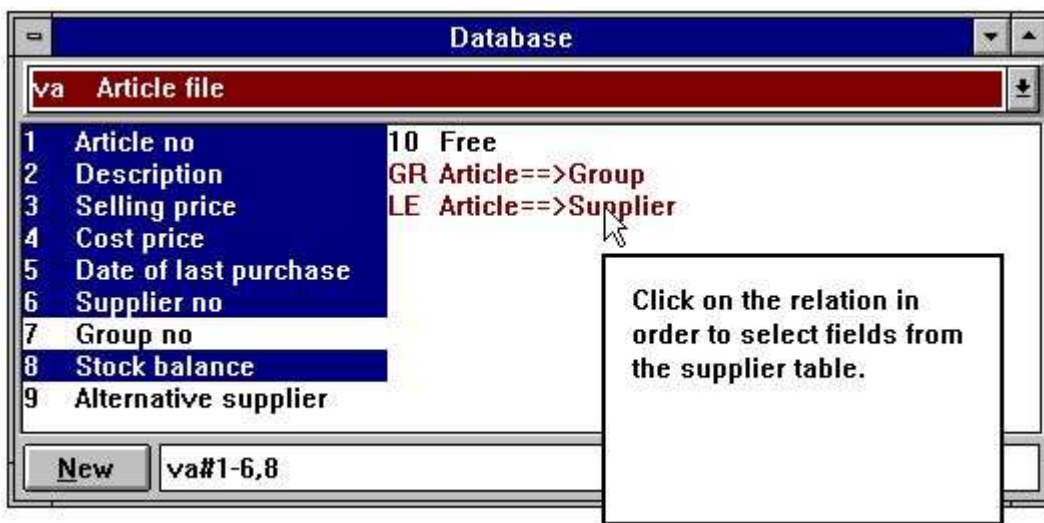 Database
va Article file
1 Article no
2 Description
3 Selling price
4 Cost price
5 Date of last purchase
6 Supplier no
7 Group no
8 Stock balance
9 Alternative supplier
10 Free
GR Article==>Group
LE Article==>Supplier
Click on the relation in
order to select fields from
the supplier table.
New va#1-6,8